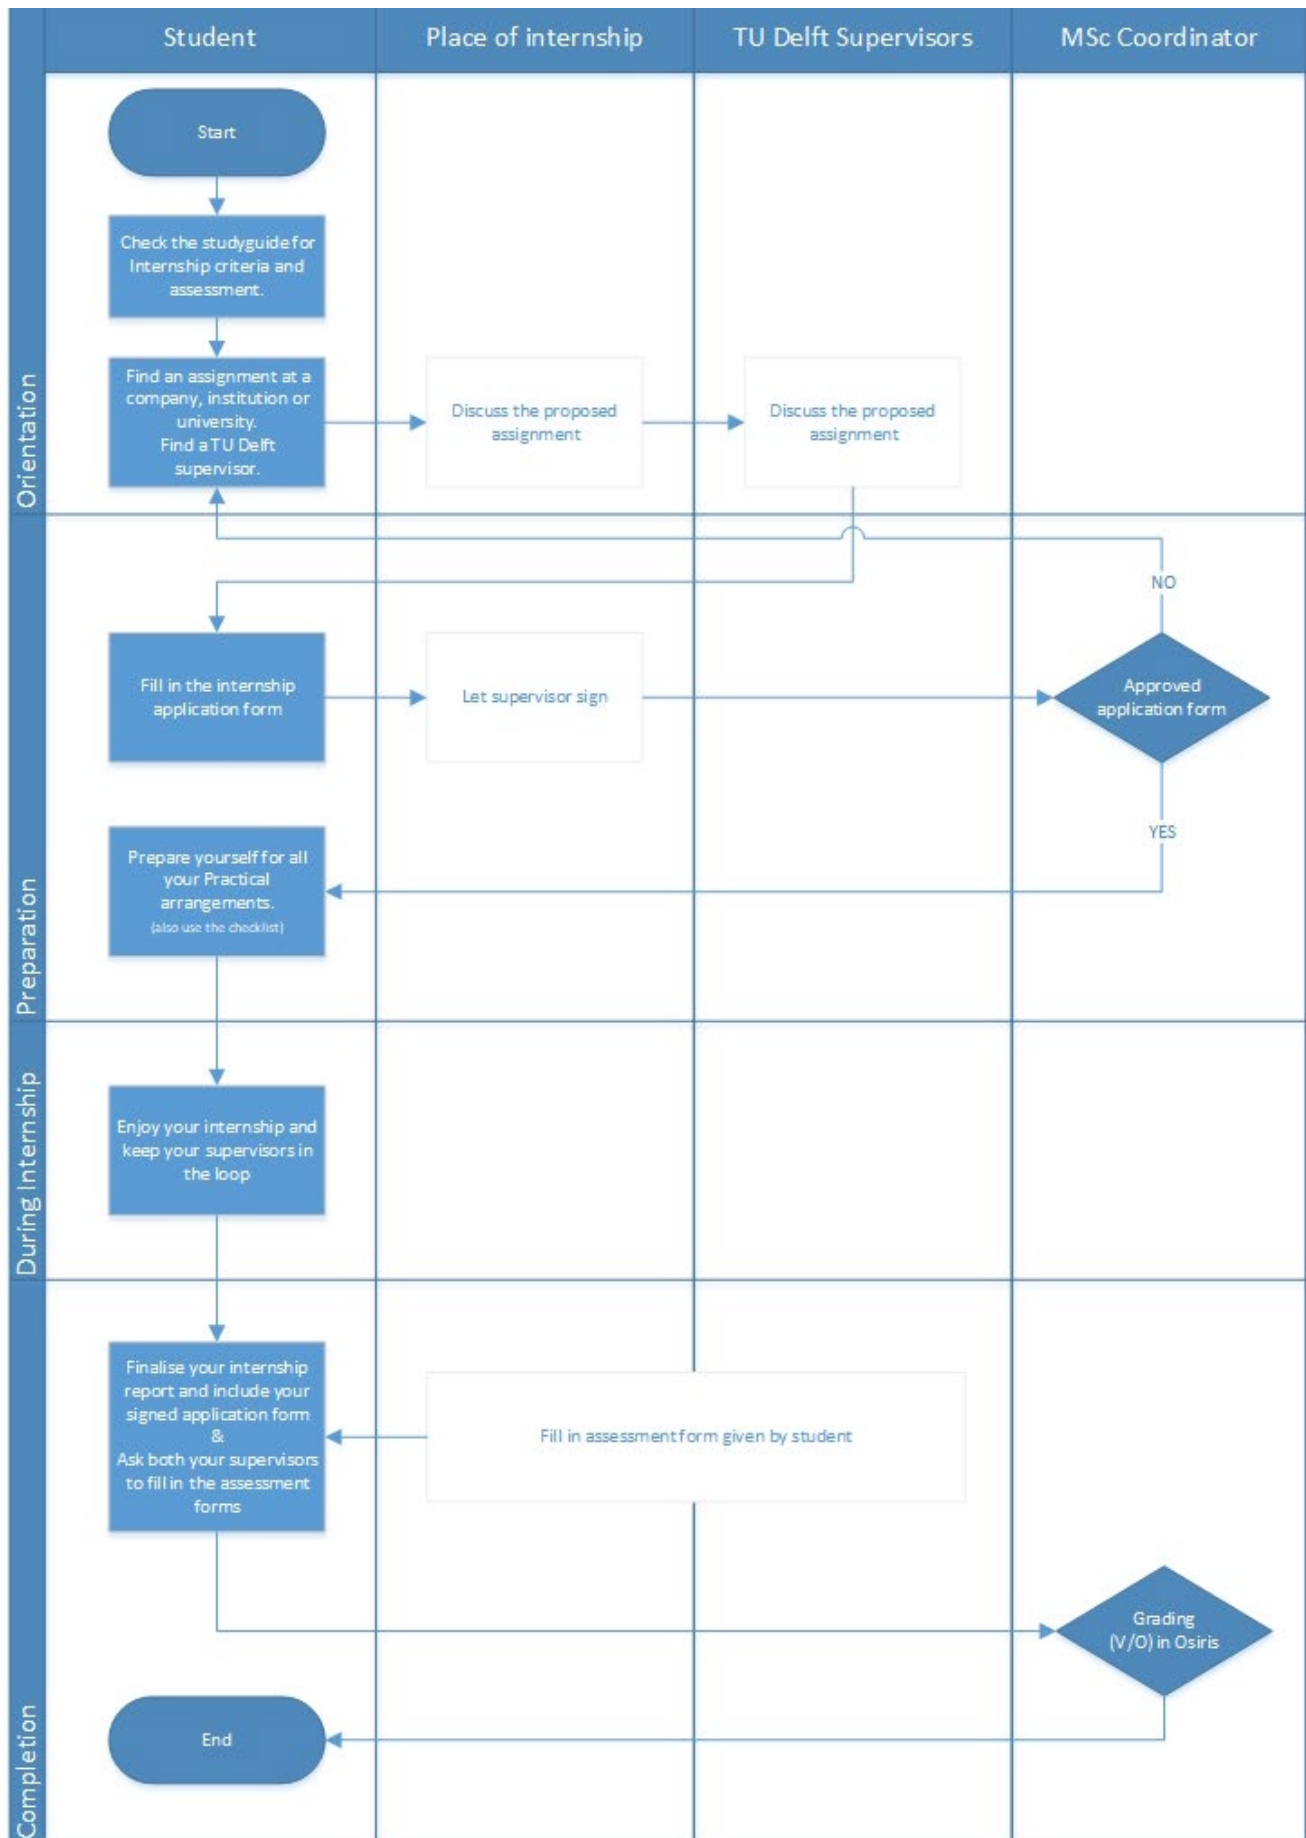 Student
Place of internship
TU Delft Supervisors
MSc Coordinator
Orientation
Start
Check the studyguide for
Internship criteria and
assessment.
Find an assignment at a
company, institution or
university.
Find a TU Delft
supervisor.
Discuss the proposed
assignment
Discuss the proposed
assignment
Preparation
NO
Fill in the internship
application form
Let supervisor sign
Approved
application form
YES
Prepare yourself for all
your Practical
arrangements.
(also use the checklist)
During Internship
Enjoy your internship and
keep your supervisors in
the loop
Completion
Finalise your internship
report and include your
signed application form
&
Ask both your supervisors
to fill in the assessment
forms
Fill in assessment form given by student
Grading
(V/O) in Osiris
End